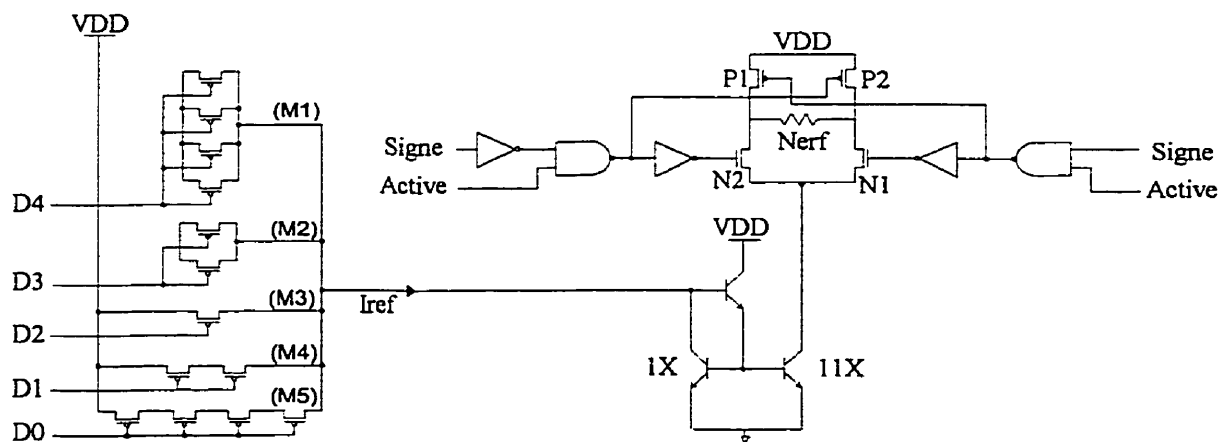 VDD
VDD
P1
P2
(M1)
Signe
Nerf
Signe
Active
N2
N1
Active
D4
(M2)
VDD
D3
(M3)
Iref
D2
(M4)
1X
11X
D1
(M5)
D0